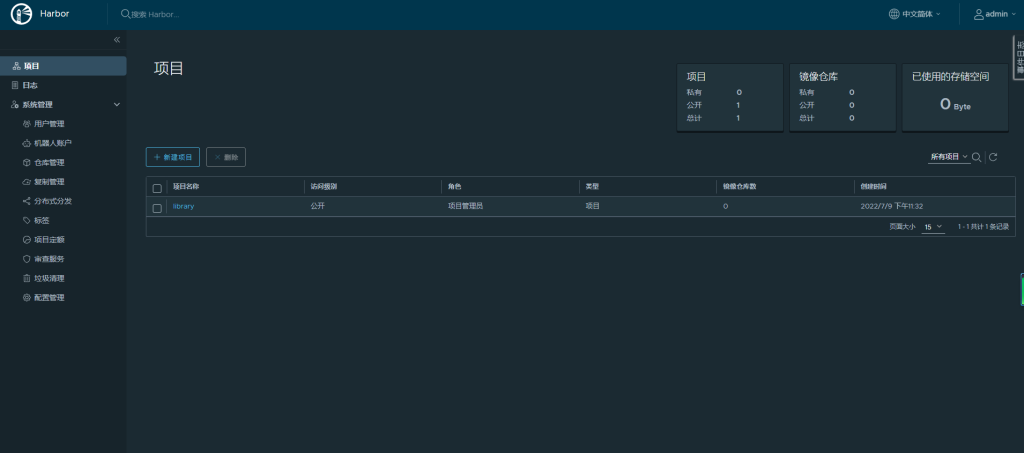 Harbor
搜索 Harbor...
中文简体
admin
项目
日志
系统管理
用户管理
机器人账户
仓库管理
复制管理
分布式分发
标签
项目定额
审查服务
垃圾清理
配置管理
项目
项目
私有 0
公开 1
总计 1
镜像仓库
私有 0
公开 0
总计 0
已使用的存储空间
0 Byte
事件日志
+ 新建项目
× 删除
所有项目
项目名称 访问级别 角色 类型 镜像仓库数 创建时间
library 公开 项目管理员 项目 0 2022/7/9 下午11:32
页面大小 15 1 - 1 共计 1 条记录